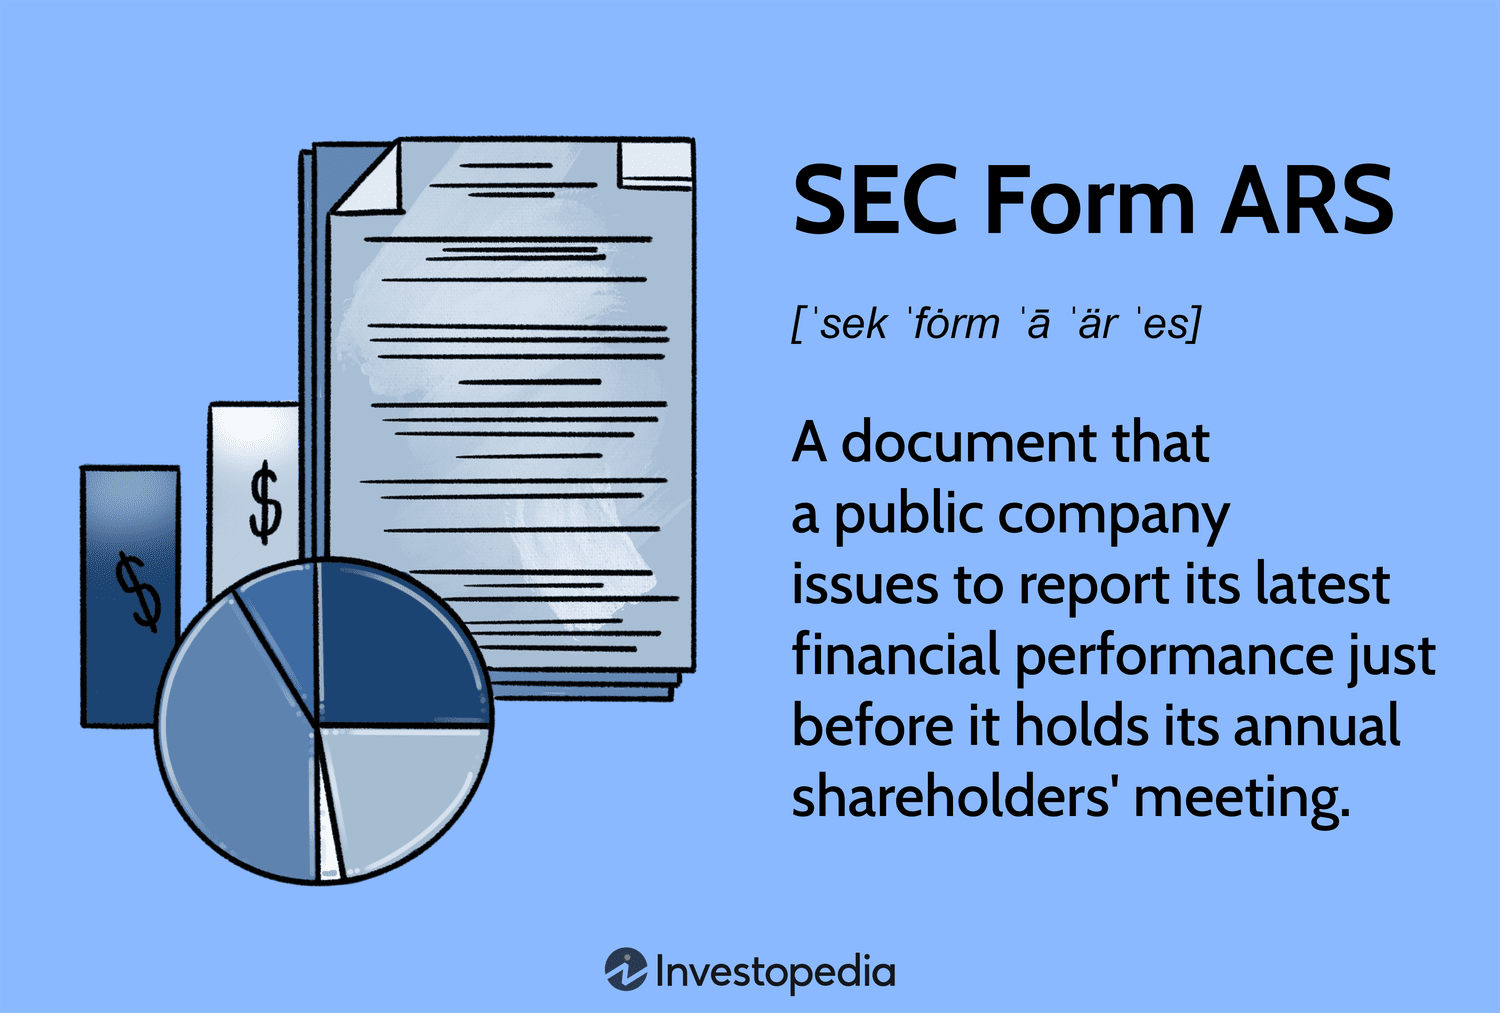 SEC Form ARS
[ˈsek ˈfȯrm ˈā ˈär ˈes]
A document that
a public company
issues to report its latest
financial performance just
before it holds its annual
shareholders' meeting.
$
$
Investopedia